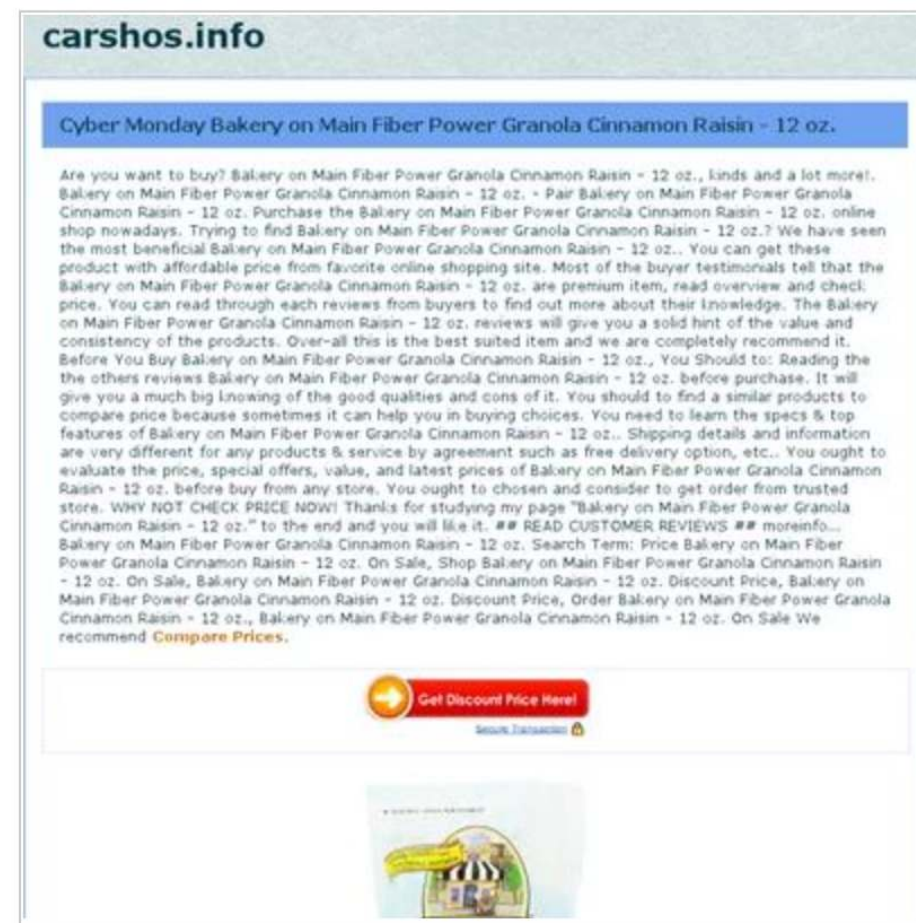 carshos.info
Cyber Monday Bakery on Main Fiber Power Granola Cinnamon Raisin - 12 oz.
Are you want to buy? Bakery on Main Fiber Power Granola Cinnamon Raisin - 12 oz., kinds and a lot more!.
Bakery on Main Fiber Power Granola Cinnamon Raisin - 12 oz. - Pair Bakery on Main Fiber Power Granola
Cinnamon Raisin - 12 oz. Purchase the Bakery on Main Fiber Power Granola Cinnamon Raisin - 12 oz. online
shop nowadays. Trying to find Bakery on Main Fiber Power Granola Cinnamon Raisin - 12 oz.? We have seen
the most beneficial Bakery on Main Fiber Power Granola Cinnamon Raisin - 12 oz.. You can get these
product with affordable price from favorite online shopping site. Most of the buyer testimonials tell that the
Bakery on Main Fiber Power Granola Cinnamon Raisin - 12 oz. are premium item, read overview and check
price. You can read through each reviews from buyers to find out more about their knowledge. The Bakery
on Main Fiber Power Granola Cinnamon Raisin - 12 oz. reviews will give you a solid hint of the value and
consistency of the products. Over-all this is the best suited item and we are completely recommend it.
Before You Buy Bakery on Main Fiber Power Granola Cinnamon Raisin - 12 oz., You Should to: Reading the
the others reviews Bakery on Main Fiber Power Granola Cinnamon Raisin - 12 oz. before purchase. It will
give you a much big knowing of the good qualities and cons of it. You should to find a similar products to
compare price because sometimes it can help you in buying choices. You need to learn the specs & top
features of Bakery on Main Fiber Power Granola Cinnamon Raisin - 12 oz.. Shipping details and information
are very different for any products & service by agreement such as free delivery option, etc.. You ought to
evaluate the price, special offers, value, and latest prices of Bakery on Main Fiber Power Granola Cinnamon
Raisin - 12 oz. before buy from any store. You ought to chosen and consider to get order from trusted
store. WHY NOT CHECK PRICE NOW! Thanks for studying my page "Bakery on Main Fiber Power Granola
Cinnamon Raisin - 12 oz." to the end and you will like it. ## READ CUSTOMER REVIEWS ## moreinfo...
Bakery on Main Fiber Power Granola Cinnamon Raisin - 12 oz. Search Term: Price Bakery on Main Fiber
Power Granola Cinnamon Raisin - 12 oz. On Sale, Shop Bakery on Main Fiber Power Granola Cinnamon Raisin
- 12 oz. On Sale, Bakery on Main Fiber Power Granola Cinnamon Raisin - 12 oz. Discount Price, Bakery on
Main Fiber Power Granola Cinnamon Raisin - 12 oz. Discount Price, Order Bakery on Main Fiber Power Granola
Cinnamon Raisin - 12 oz., Bakery on Main Fiber Power Granola Cinnamon Raisin - 12 oz. On Sale We
recommend Compare Prices.
Get Discount Price Here!
Secure Transaction